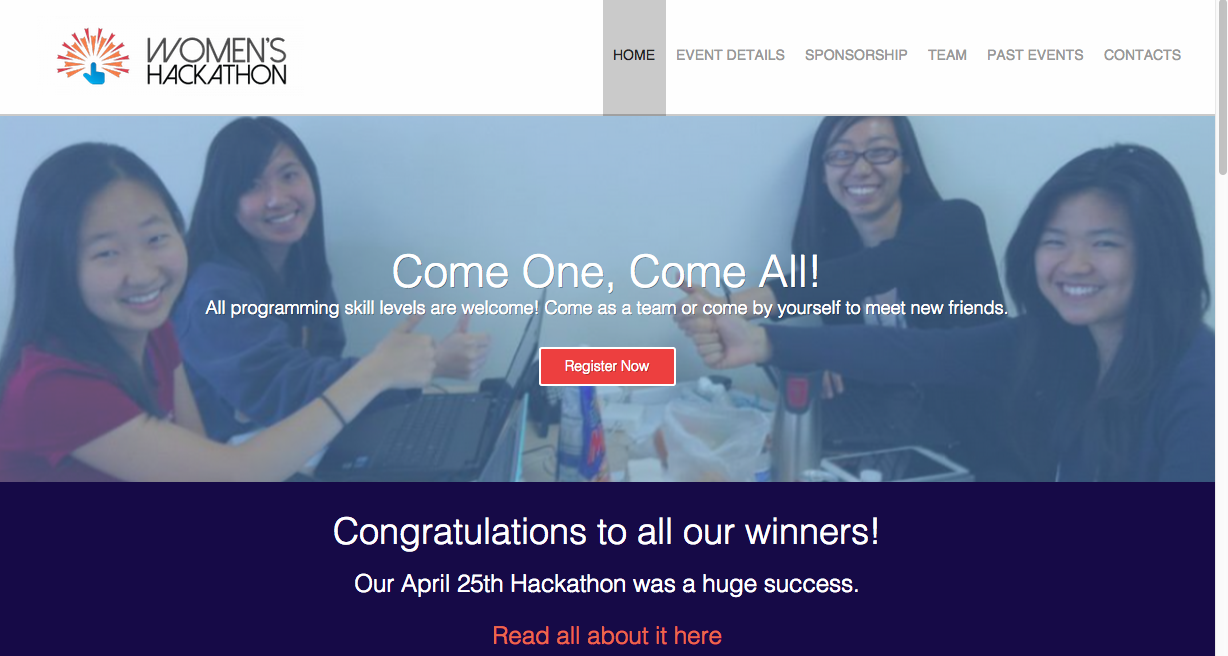 WOMEN'S
HACKATHON
HOME EVENT DETAILS SPONSORSHIP TEAM PAST EVENTS CONTACTS
Come One, Come All!
All programming skill levels are welcome! Come as a team or come by yourself to meet new friends.
Register Now
Congratulations to all our winners!
Our April 25th Hackathon was a huge success.
Read all about it here